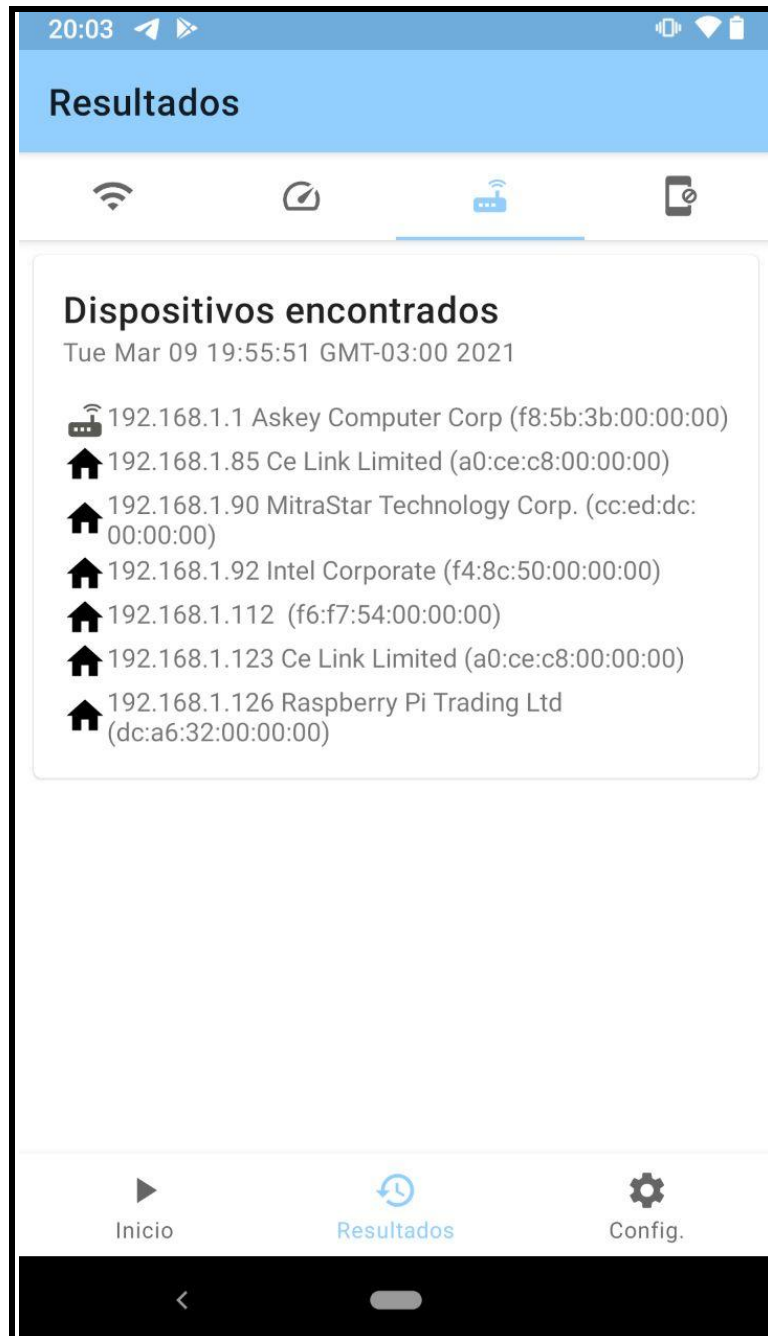 20:03
Resultados
Dispositivos encontrados
Tue Mar 09 19:55:51 GMT-03:00 2021
192.168.1.1 Askey Computer Corp (f8:5b:3b:00:00:00)
192.168.1.85 Ce Link Limited (a0:ce:c8:00:00:00)
192.168.1.90 MitraStar Technology Corp. (cc:ed:dc:
00:00:00)
192.168.1.92 Intel Corporate (f4:8c:50:00:00:00)
192.168.1.112  (f6:f7:54:00:00:00)
192.168.1.123 Ce Link Limited (a0:ce:c8:00:00:00)
192.168.1.126 Raspberry Pi Trading Ltd
(dc:a6:32:00:00:00)
Inicio
Resultados
Config.